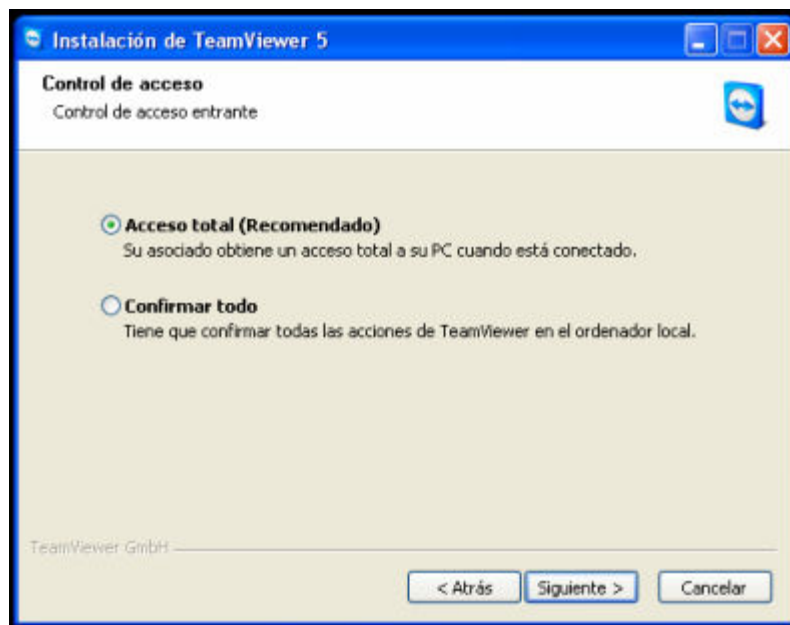 Instalación de TeamViewer 5
Control de acceso
Control de acceso entrante
Acceso total (Recomendado)
Su asociado obtiene un acceso total a su PC cuando está conectado.
Confirmar todo
Tiene que confirmar todas las acciones de TeamViewer en el ordenador local.
TeamViewer GmbH
< Atrás
Siguiente >
Cancelar